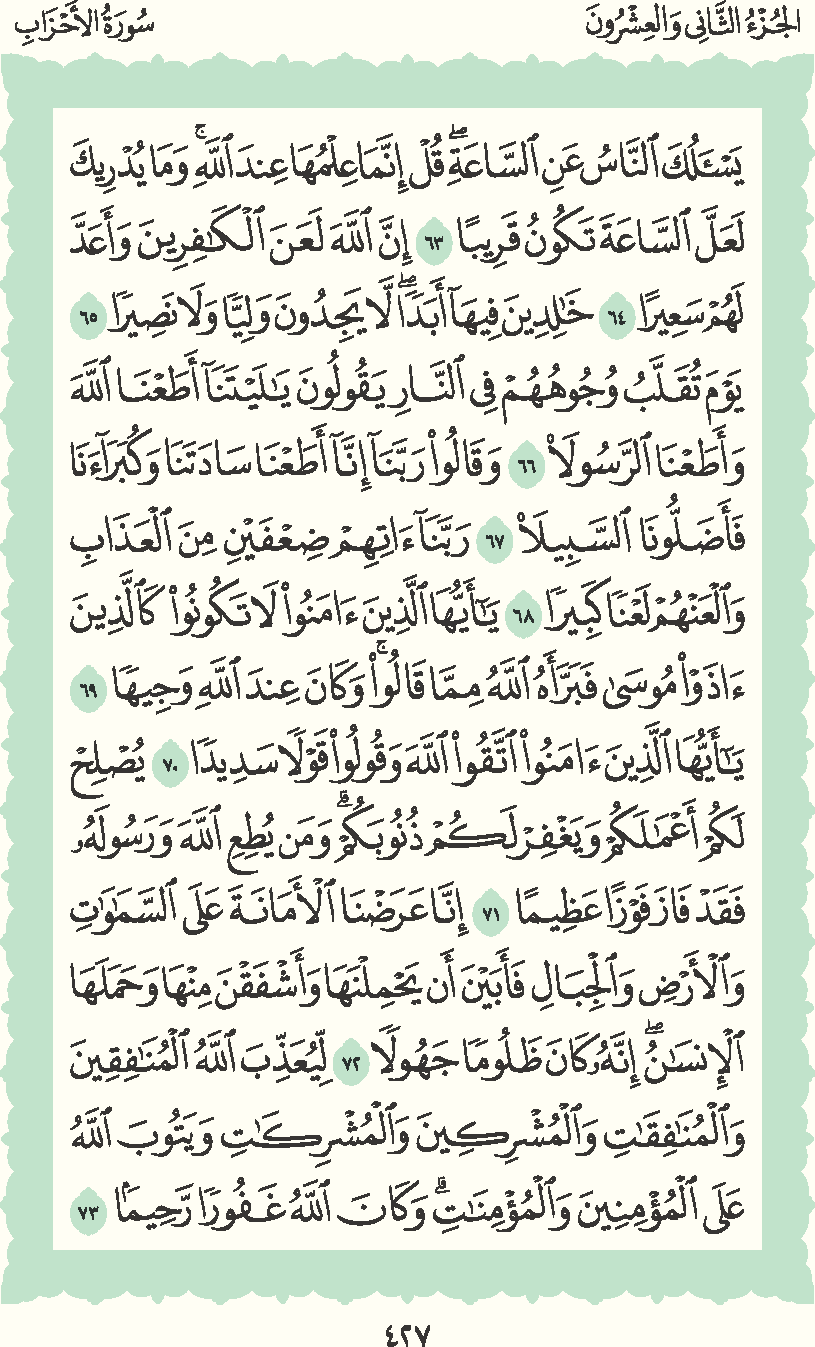 الجُزْءُ الثَّانِي وَالعِشْرُونَ
سُورَةُ الأَحْزَابِ
يَسْـَٔلُكَ ٱلنَّاسُ عَنِ ٱلسَّاعَةِۖ قُلْ إِنَّمَا عِلْمُهَا عِندَ ٱللَّهِۚ وَمَا يُدْرِيكَ
لَعَلَّ ٱلسَّاعَةَ تَكُونُ قَرِيبًا ٦٣ إِنَّ ٱللَّهَ لَعَنَ ٱلْكَٰفِرِينَ وَأَعَدَّ
لَهُمْ سَعِيرًا ٦٤ خَٰلِدِينَ فِيهَآ أَبَدًاۖ لَّا يَجِدُونَ وَلِيًّا وَلَا نَصِيرًا ٦٥
يَوْمَ تُقَلَّبُ وُجُوهُهُمْ فِى ٱلنَّارِ يَقُولُونَ يَٰلَيْتَنَآ أَطَعْنَا ٱللَّهَ
وَأَطَعْنَا ٱلرَّسُولَا۠ ٦٦ وَقَالُوا۟ رَبَّنَآ إِنَّآ أَطَعْنَا سَادَتَنَا وَكُبَرَآءَنَا
فَأَضَلُّونَا ٱلسَّبِيلَا۠ ٦٧ رَبَّنَآ ءَاتِهِمْ ضِعْفَيْنِ مِنَ ٱلْعَذَابِ
وَٱلْعَنْهُمْ لَعْنًا كَبِيرًا ٦٨ يَٰٓأَيُّهَا ٱلَّذِينَ ءَامَنُوا۟ لَا تَكُونُوا۟ كَٱلَّذِينَ
ءَاذَوْا۟ مُوسَىٰ فَبَرَّأَهُ ٱللَّهُ مِمَّا قَالُوا۟ۚ وَكَانَ عِندَ ٱللَّهِ وَجِيهًا ٦٩
يَٰٓأَيُّهَا ٱلَّذِينَ ءَامَنُوا۟ ٱتَّقُوا۟ ٱللَّهَ وَقُولُوا۟ قَوْلًا سَدِيدًا ٧٠ يُصْلِحْ
لَكُمْ أَعْمَٰلَكُمْ وَيَغْفِرْ لَكُمْ ذُنُوبَكُمْۗ وَمَن يُطِعِ ٱللَّهَ وَرَسُولَهُۥ
فَقَدْ فَازَ فَوْزًا عَظِيمًا ٧١ إِنَّا عَرَضْنَا ٱلْأَمَانَةَ عَلَى ٱلسَّمَٰوَٰتِ
وَٱلْأَرْضِ وَٱلْجِبَالِ فَأَبَيْنَ أَن يَحْمِلْنَهَا وَأَشْفَقْنَ مِنْهَا وَحَمَلَهَا
ٱلْإِنسَٰنُۖ إِنَّهُۥ كَانَ ظَلُومًا جَهُولًا ٧٢ لِّيُعَذِّبَ ٱللَّهُ ٱلْمُنَٰفِقِينَ
وَٱلْمُنَٰفِقَٰتِ وَٱلْمُشْرِكِينَ وَٱلْمُشْرِكَٰتِ وَيَتُوبَ ٱللَّهُ
عَلَى ٱلْمُؤْمِنِينَ وَٱلْمُؤْمِنَٰتِۗ وَكَانَ ٱللَّهُ غَفُورًا رَّحِيمًۢا ٧٣
٤٢٧